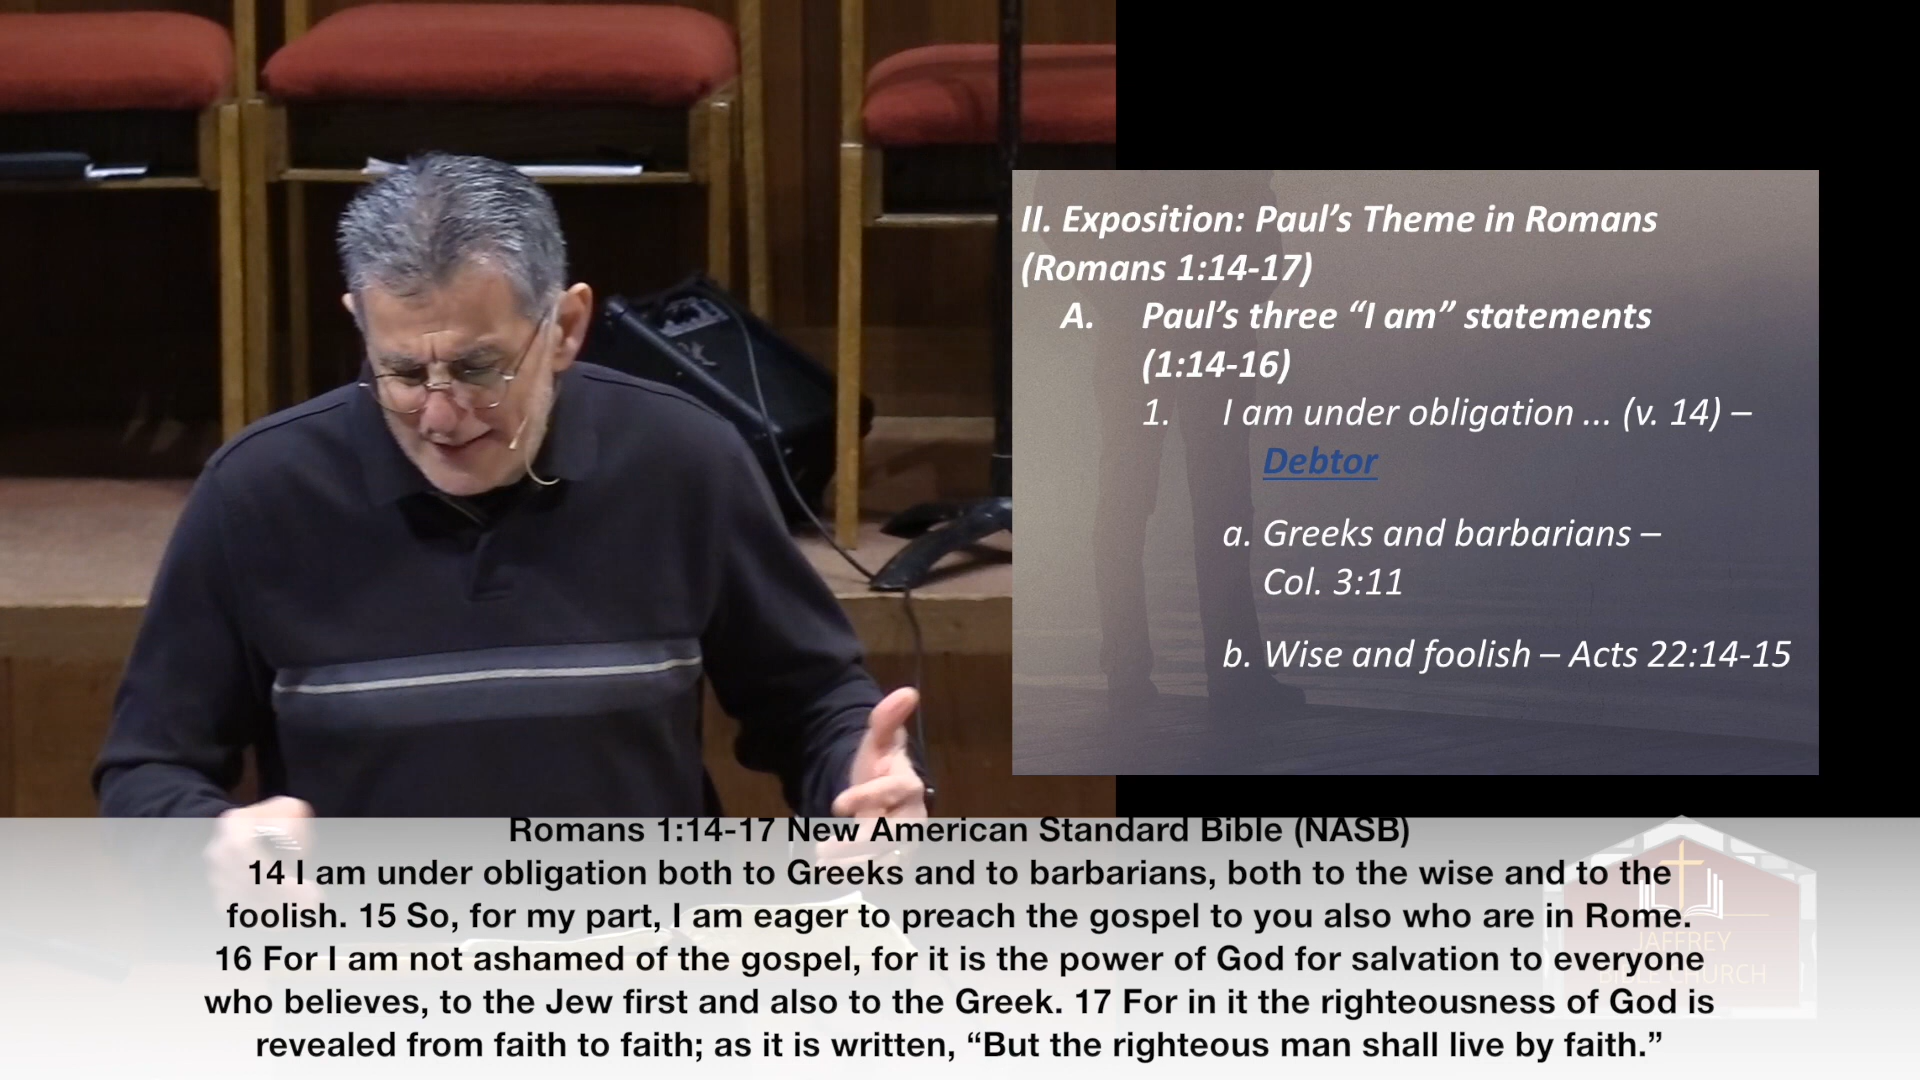 II. Exposition: Paul’s Theme in Romans
(Romans 1:14-17)
A. Paul’s three “I am” statements
(1:14-16)
1. I am under obligation ... (v. 14) –
Debtor
a. Greeks and barbarians –
Col. 3:11
b. Wise and foolish – Acts 22:14-15
Romans 1:14-17 New American Standard Bible (NASB)
14 I am under obligation both to Greeks and to barbarians, both to the wise and to the
foolish. 15 So, for my part, I am eager to preach the gospel to you also who are in Rome.
16 For I am not ashamed of the gospel, for it is the power of God for salvation to everyone
who believes, to the Jew first and also to the Greek. 17 For in it the righteousness of God is
revealed from faith to faith; as it is written, “But the righteous man shall live by faith.”
JAFFREY
BIBLE CHURCH